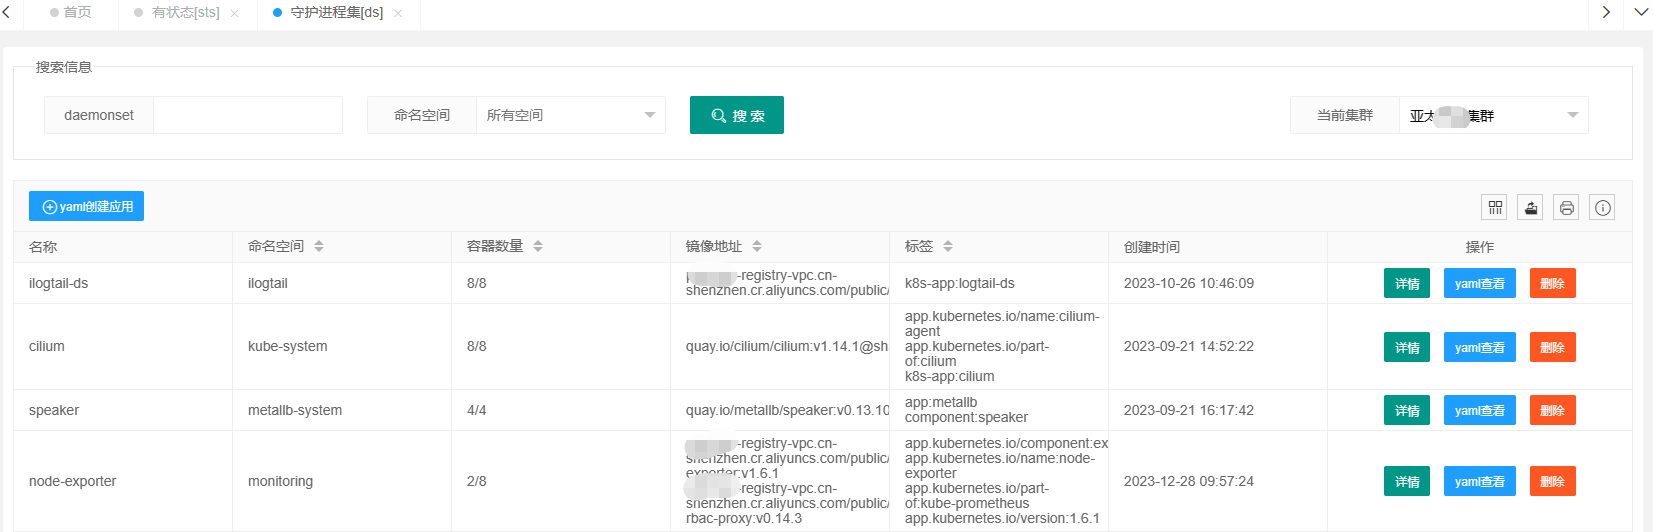 首页
有状态[sts]
守护进程集[ds]
搜索信息
daemonset
命名空间
所有空间
搜 索
当前集群
亚太
集群
yaml创建应用
名称
命名空间
容器数量
镜像地址
标签
创建时间
操作
ilogtail-ds
ilogtail
8/8
-registry-vpc.cn-
shenzhen.cr.aliyuncs.com/public/
k8s-app:logtail-ds
2023-10-26 10:46:09
详情
yaml查看
删除
cilium
kube-system
8/8
quay.io/cilium/cilium:v1.14.1@sh
app.kubernetes.io/name:cilium-
agent
app.kubernetes.io/part-
of:cilium
k8s-app:cilium
2023-09-21 14:52:22
详情
yaml查看
删除
speaker
metallb-system
4/4
quay.io/metallb/speaker:v0.13.10
app:metallb
component:speaker
2023-09-21 16:17:42
详情
yaml查看
删除
node-exporter
monitoring
2/8
-registry-vpc.cn-
shenzhen.cr.aliyuncs.com/public/
exporter:v1.6.1
-registry-vpc.cn-
shenzhen.cr.aliyuncs.com/public/
rbac-proxy:v0.14.3
app.kubernetes.io/component:ex
app.kubernetes.io/name:node-
exporter
app.kubernetes.io/part-
of:kube-prometheus
app.kubernetes.io/version:1.6.1
2023-12-28 09:57:24
详情
yaml查看
删除